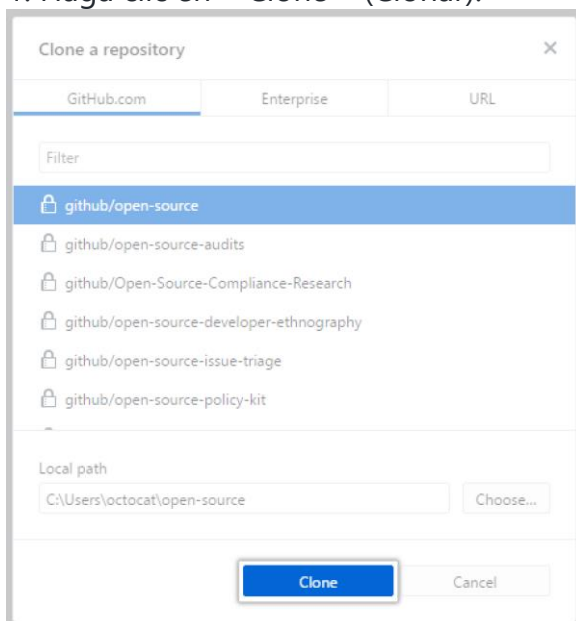 Clone a repository
GitHub.com Enterprise URL
Filter
github/open-source
github/open-source-audits
github/Open-Source-Compliance-Research
github/open-source-developer-ethnography
github/open-source-issue-triage
github/open-source-policy-kit
Local path
C:\Users\octocat\open-source Choose...
Clone Cancel